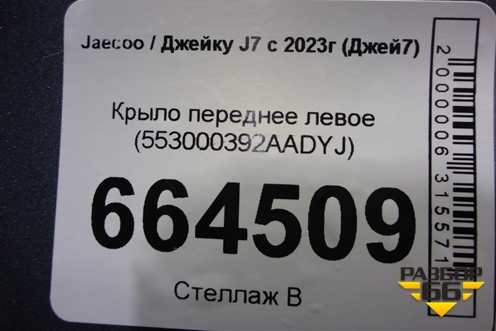 Jaecoo / Джейку J7 с 2023г (Джей7)
Крыло переднее левое
(553000392AADYJ)
664509
Стеллаж В
2000006315571
РАЗБОР
66